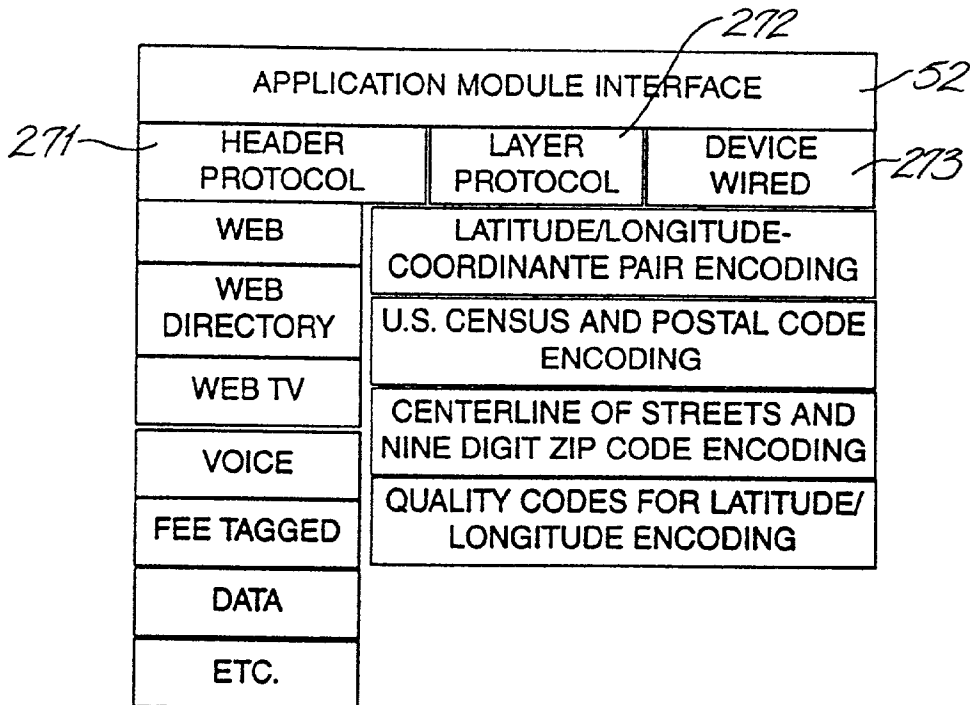 272
APPLICATION MODULE INTERFACE
52
271
HEADER
PROTOCOL
LAYER
PROTOCOL
DEVICE
WIRED
273
WEB
WEB
DIRECTORY
WEB TV
VOICE
FEE TAGGED
DATA
ETC.
LATITUDE/LONGITUDE-
COORDINANTE PAIR ENCODING
U.S. CENSUS AND POSTAL CODE
ENCODING
CENTERLINE OF STREETS AND
NINE DIGIT ZIP CODE ENCODING
QUALITY CODES FOR LATITUDE/
LONGITUDE ENCODING